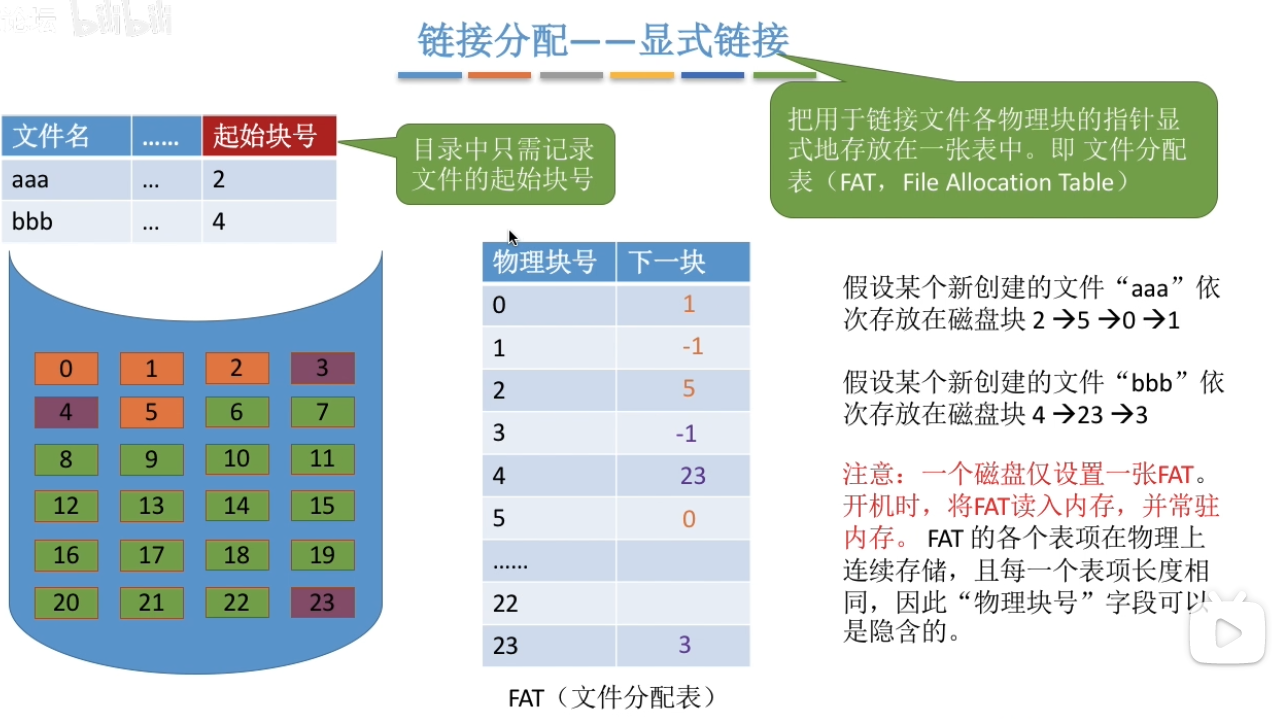 bilibili
链接分配——显式链接
把用于链接文件各物理块的指针显
式地存放在一张表中。即 文件分配
表（FAT，File Allocation Table）
文件名 …… 起始块号
aaa … 2
bbb … 4
目录中只需记录
文件的起始块号
0 1 2 3
4 5 6 7
8 9 10 11
12 13 14 15
16 17 18 19
20 21 22 23
物理块号 下一块
0 1
1 -1
2 5
3 -1
4 23
5 0
……
22
23 3
FAT（文件分配表）
假设某个新创建的文件“aaa”依
次存放在磁盘块 2 →5 →0 →1
假设某个新创建的文件“bbb”依
次存放在磁盘块 4 →23 →3
注意：一个磁盘仅设置一张FAT。
开机时，将FAT读入内存，并常驻
内存。 FAT 的各个表项在物理上
连续存储，且每一个表项长度相
同，因此“物理块号”字段可以
是隐含的。